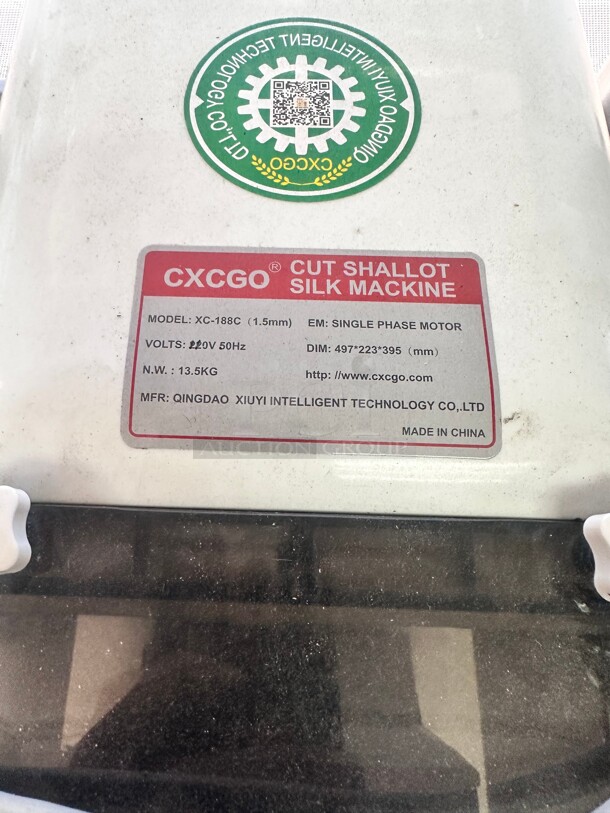 QINGDAO XIUYI INTELLIGENT TECHNOLOGY CO.,LTD
CXCGO
CXCGO® CUT SHALLOT
SILK MACKINE
MODEL: XC-188C (1.5mm) EM: SINGLE PHASE MOTOR
VOLTS: 220V 50Hz DIM: 497*223*395 (mm)
N.W. : 13.5KG http: //www.cxcgo.com
MFR: QINGDAO XIUYI INTELLIGENT TECHNOLOGY CO,.LTD
MADE IN CHINA
AUCTION GROUP